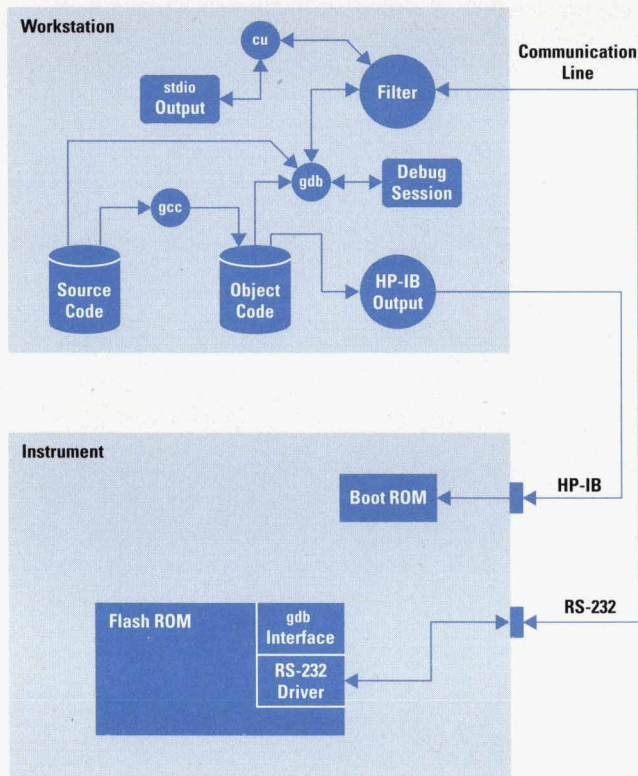 Workstation
cu
Communication
Line
stdio
Output
Filter
gdb
Debug
Session
gcc
Source
Code
Object
Code
HP-IB
Output
Instrument
Boot ROM
HP-IB
Flash ROM
gdb
Interface
RS-232
Driver
RS-232